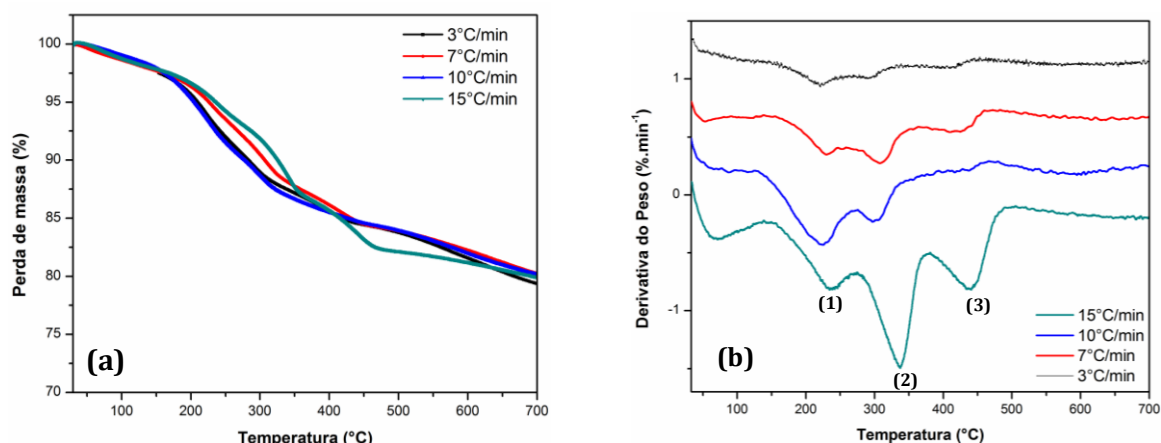 100
95
90
85
80
75
70
Perda de massa (%)
3°C/min
7°C/min
10°C/min
15°C/min
(a)
100 200 300 400 500 600 700
Temperatura (°C)
1
0
-1
Derivativa do Peso (%.min⁻¹)
(1)
(2)
(3)
15°C/min
10°C/min
7°C/min
3°C/min
(b)
100 200 300 400 500 600 700
Temperatura (°C)